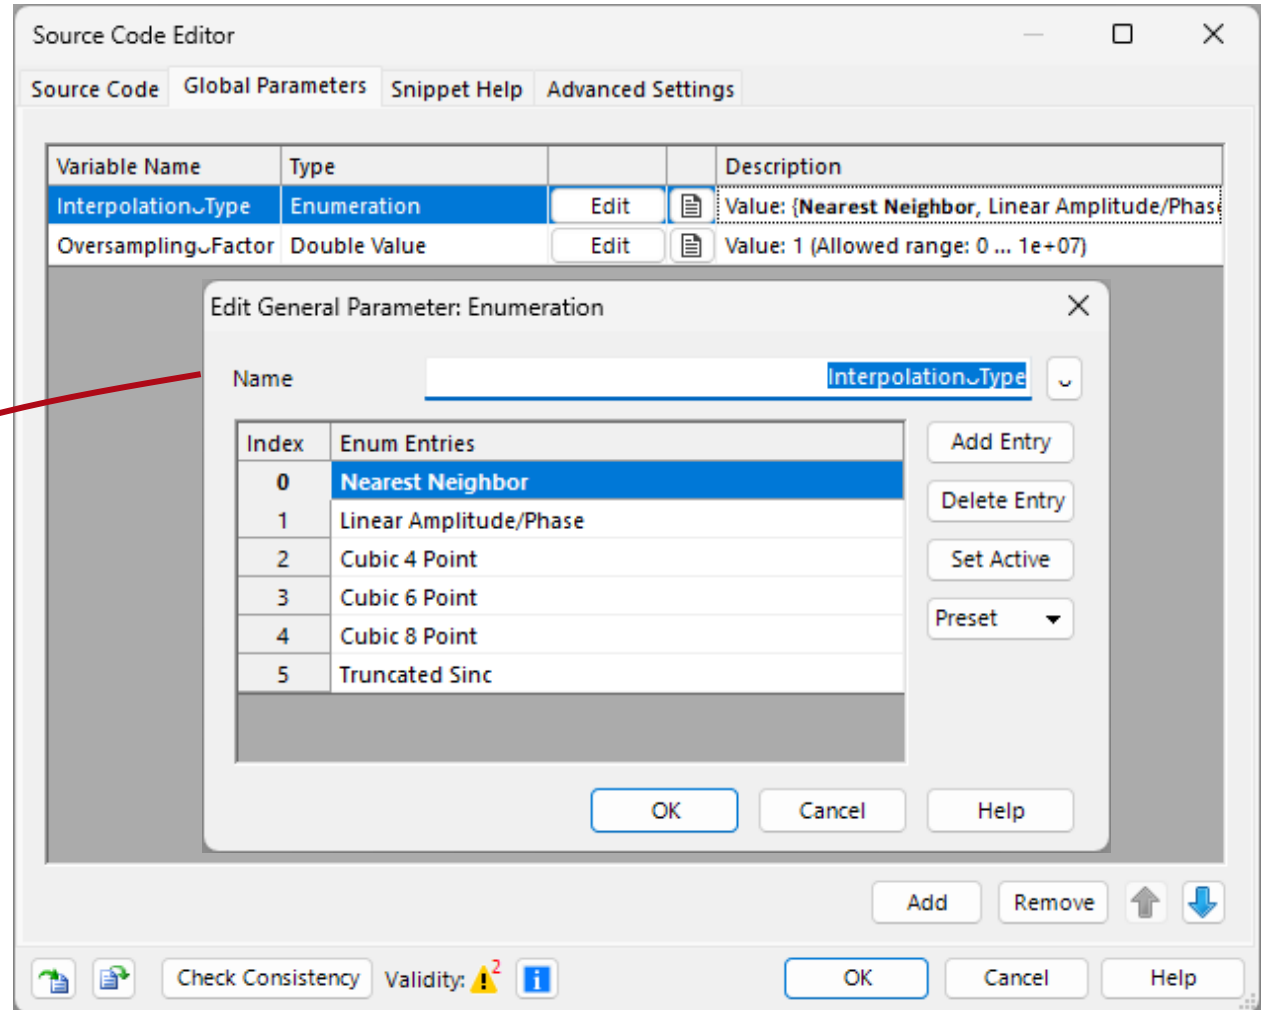 Source Code Editor
Source Code Global Parameters Snippet Help Advanced Settings
Variable Name Type Description
Interpolation⌣Type Enumeration Edit Value: {Nearest Neighbor, Linear Amplitude/Phase
Oversampling⌣Factor Double Value Edit Value: 1 (Allowed range: 0 ... 1e+07)
Edit General Parameter: Enumeration
Name Interpolation⌣Type ⌣
Index Enum Entries Add Entry
0 Nearest Neighbor
Delete Entry
1 Linear Amplitude/Phase
2 Cubic 4 Point Set Active
3 Cubic 6 Point
Preset
4 Cubic 8 Point
5 Truncated Sinc
OK Cancel Help
Add Remove
Check Consistency Validity: 2 i OK Cancel Help